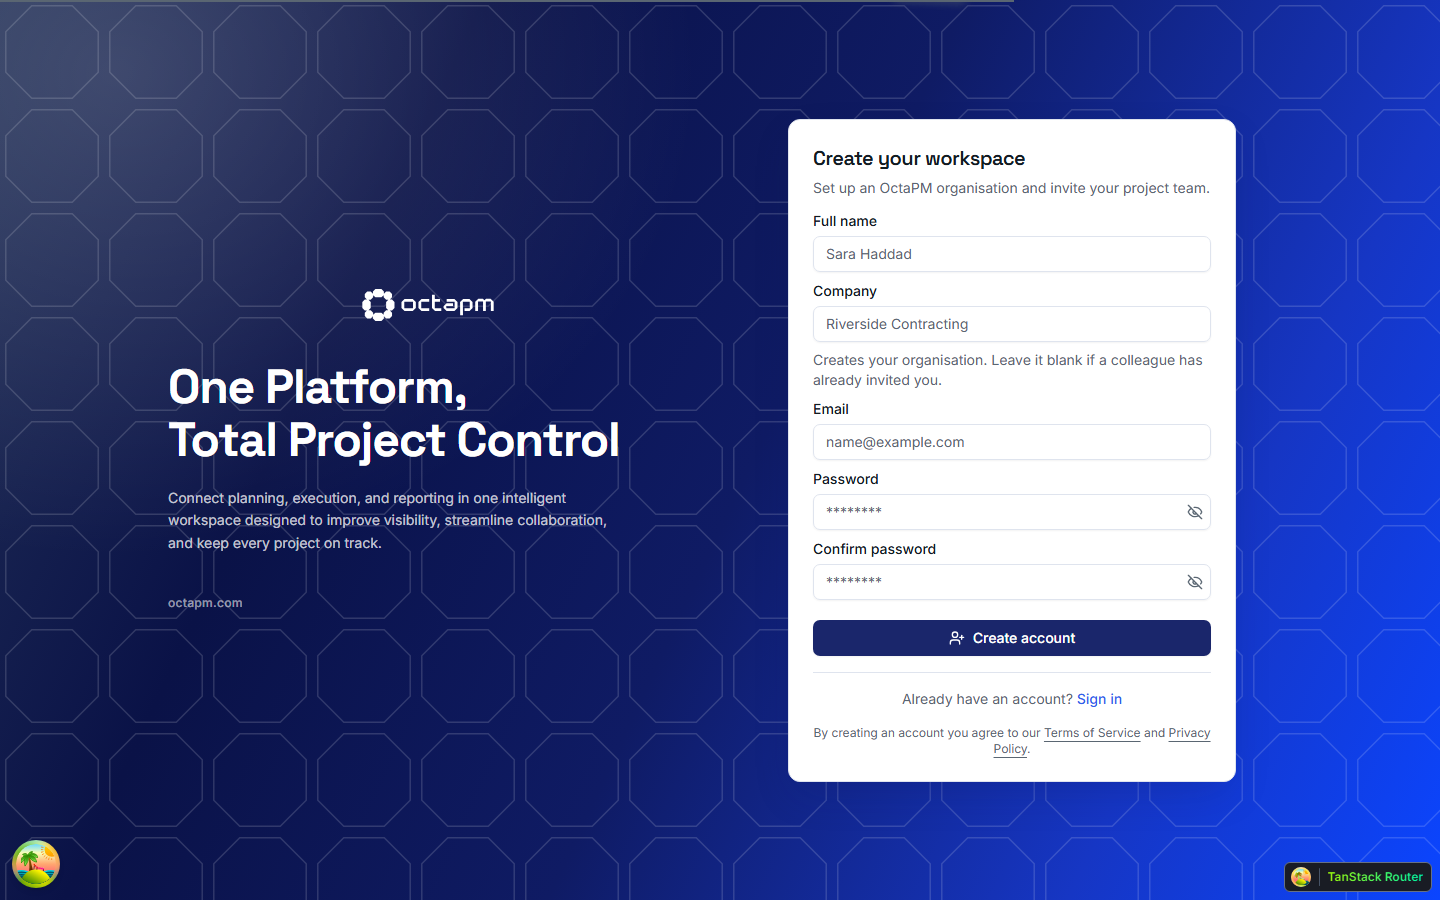 octapm
One Platform,
Total Project Control
Connect planning, execution, and reporting in one intelligent
workspace designed to improve visibility, streamline collaboration,
and keep every project on track.
octapm.com
Create your workspace
Set up an OctaPM organisation and invite your project team.
Full name
Sara Haddad
Company
Riverside Contracting
Creates your organisation. Leave it blank if a colleague has
already invited you.
Email
name@example.com
Password
********
Confirm password
********
Create account
Already have an account? Sign in
By creating an account you agree to our Terms of Service and Privacy
Policy.
TanStack Router